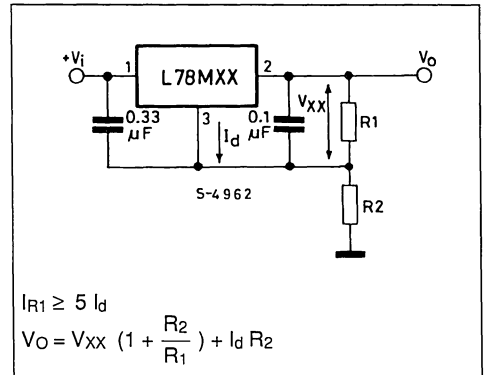 +Vi
1
L78MXX
2
VO
0.33
µF
3
Id
0.1
µF
VXX
R1
S-4962
R2
IR1 ≥ 5 Id
VO = VXX (1 + R2/R1) + Id R2